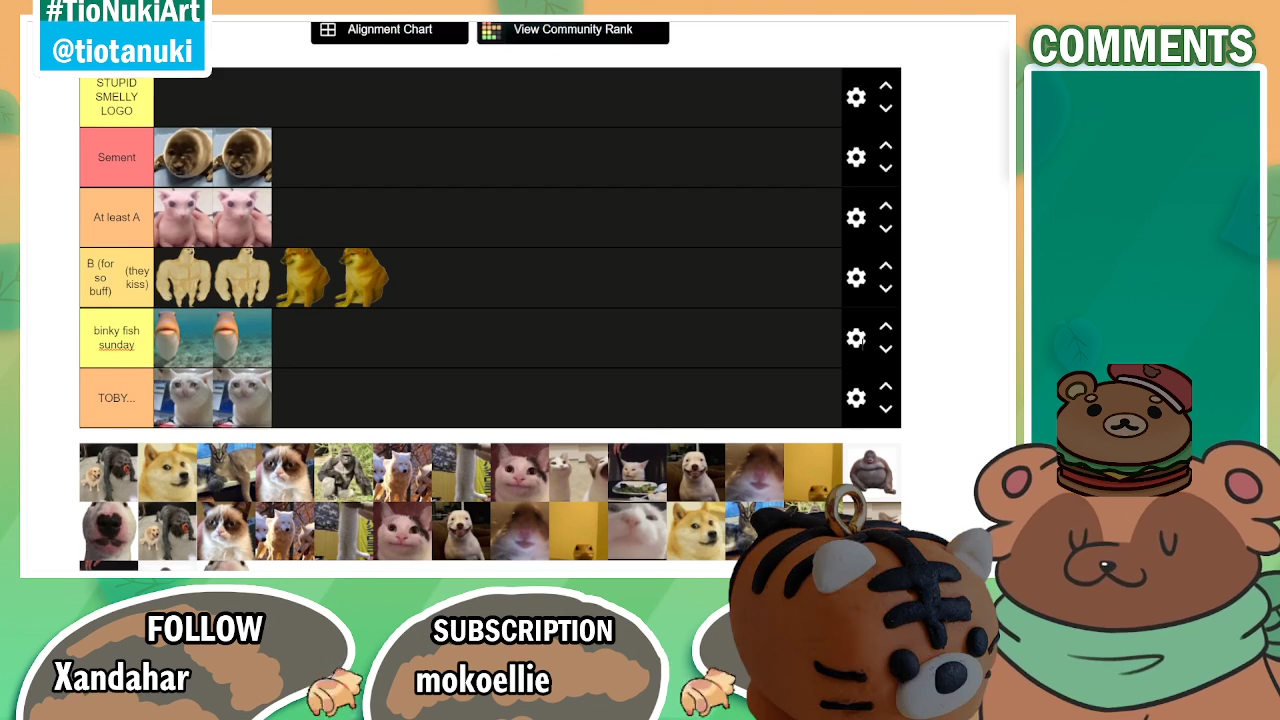 #TioNukiArt
@tiotanuki
Alignment Chart
View Community Rank
COMMENTS
STUPID
SMELLY
LOGO
Sement
At least A
B (for
so
buff)
(they
kiss)
binky fish
sunday
TOBY...
FOLLOW
Xandahar
SUBSCRIPTION
mokoellie